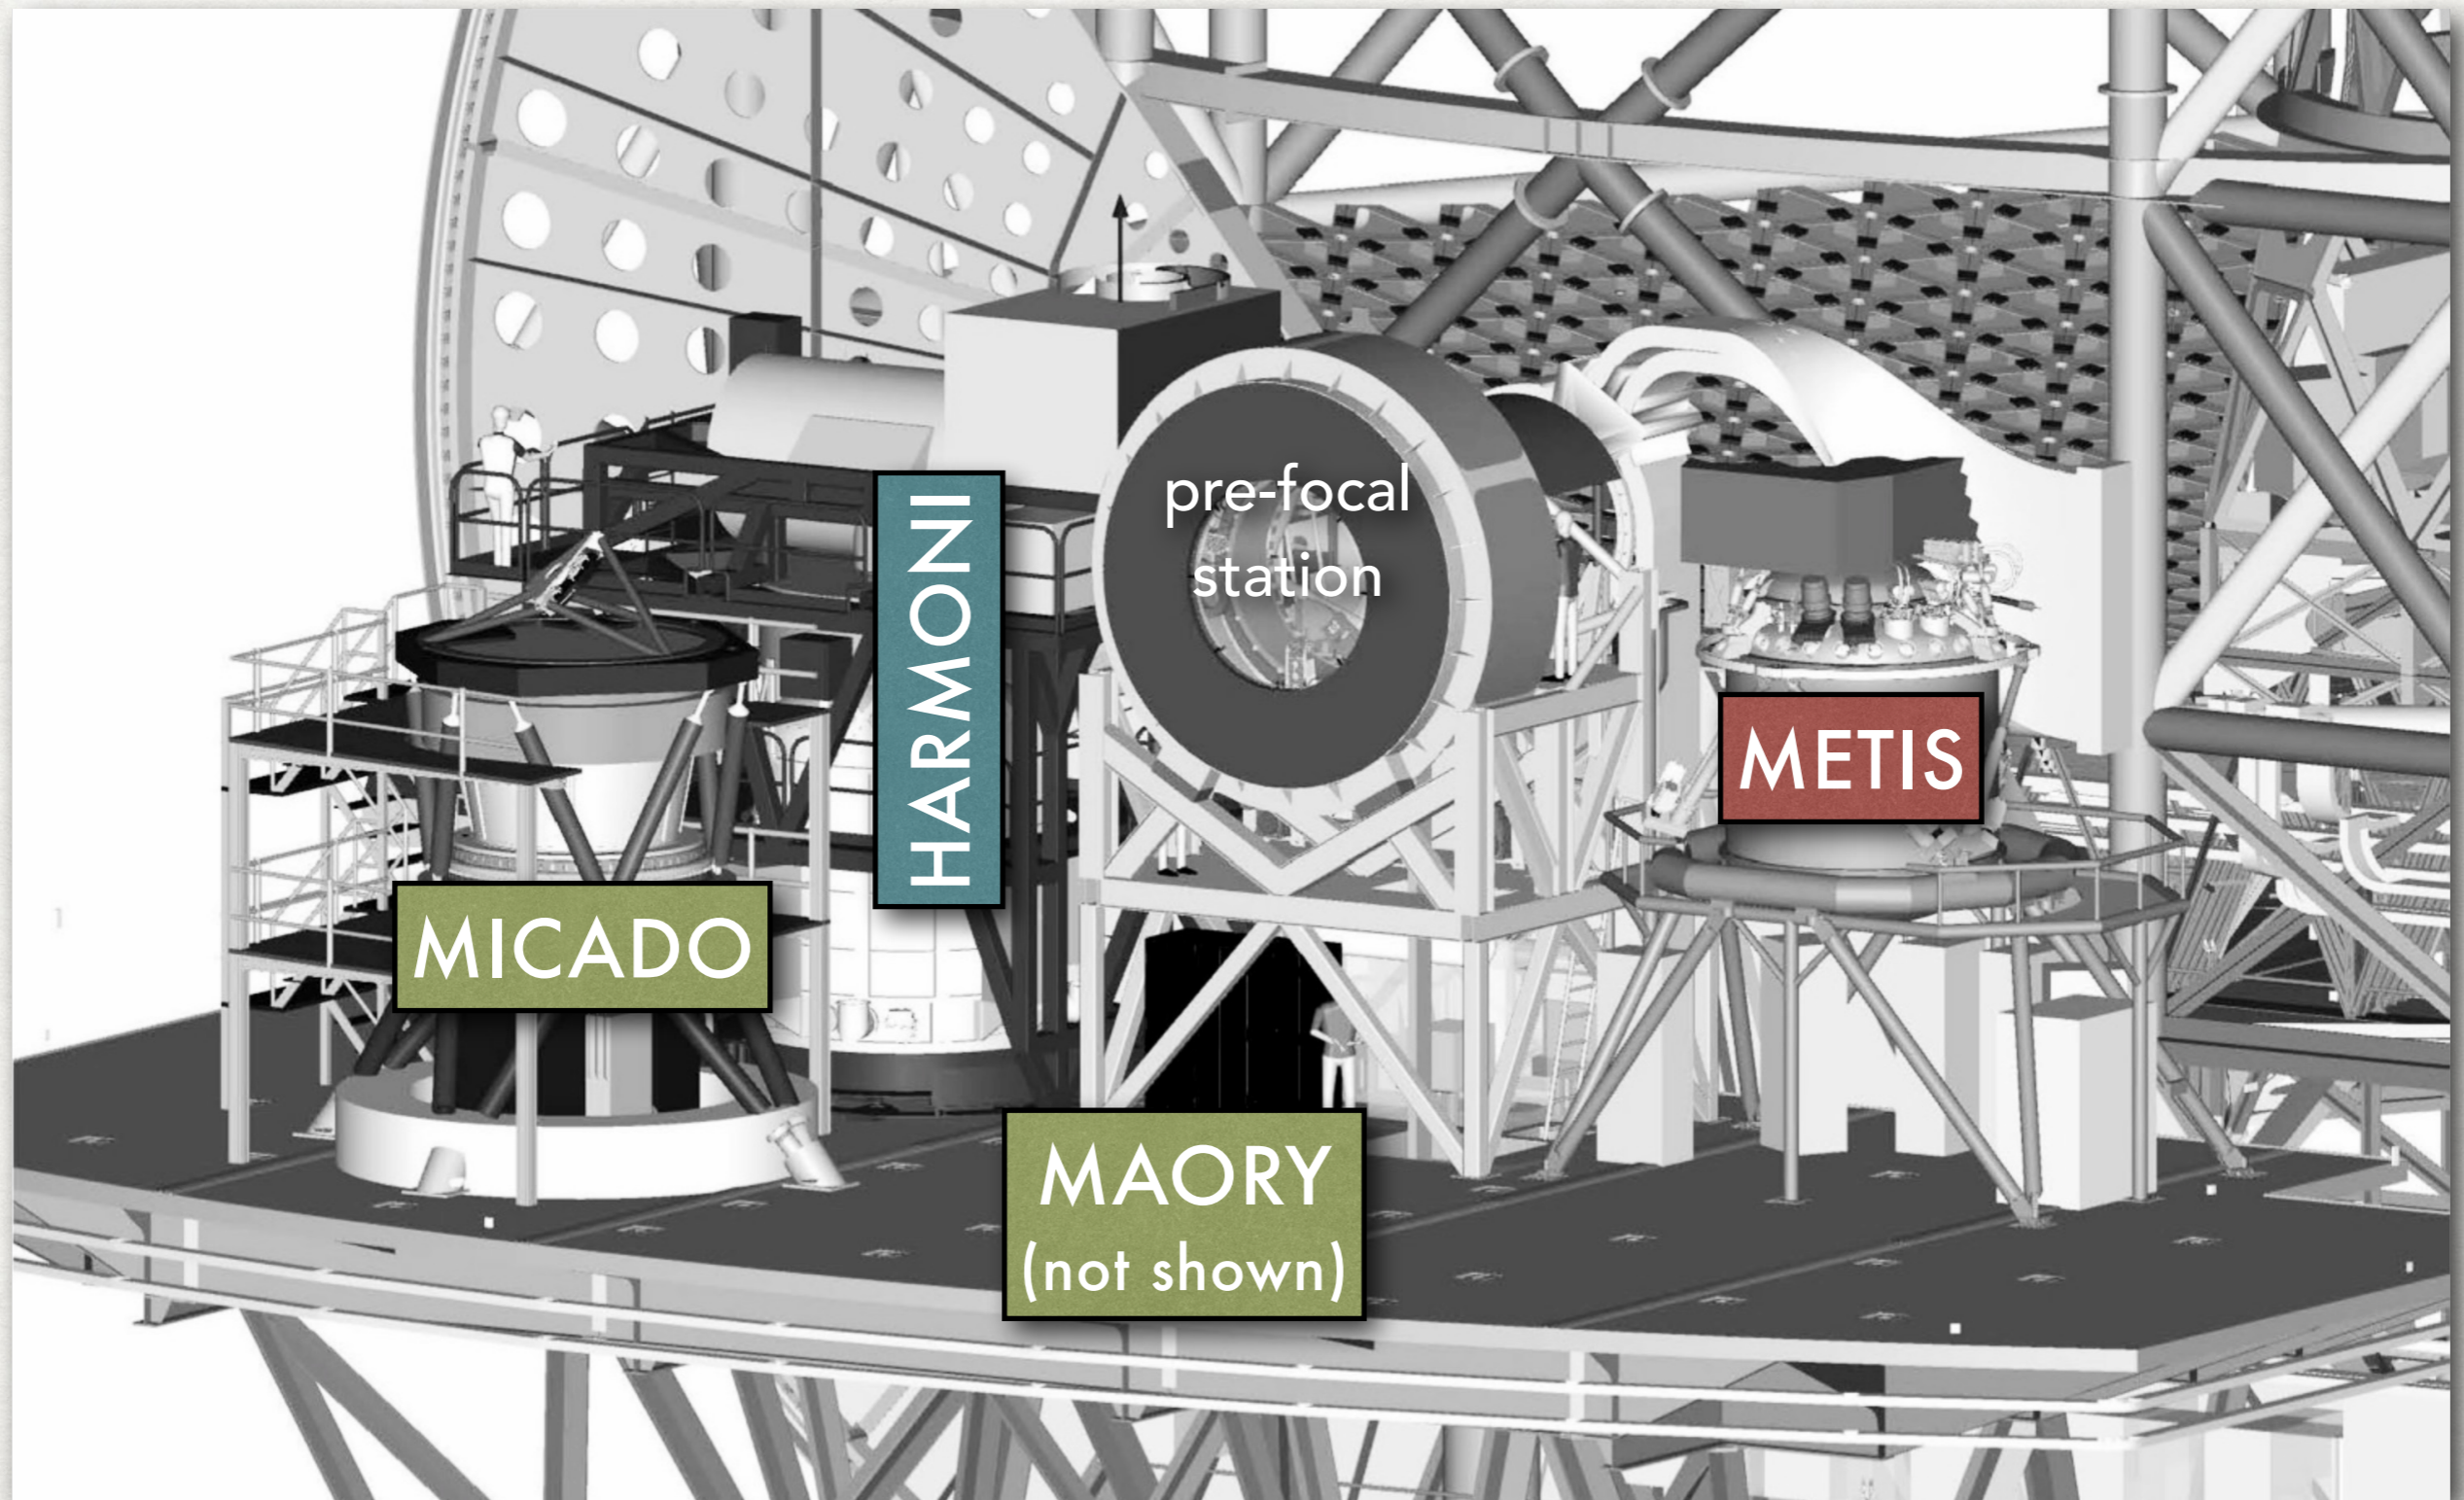 pre-focal
station
HARMONI
METIS
MICADO
MAORY
(not shown)